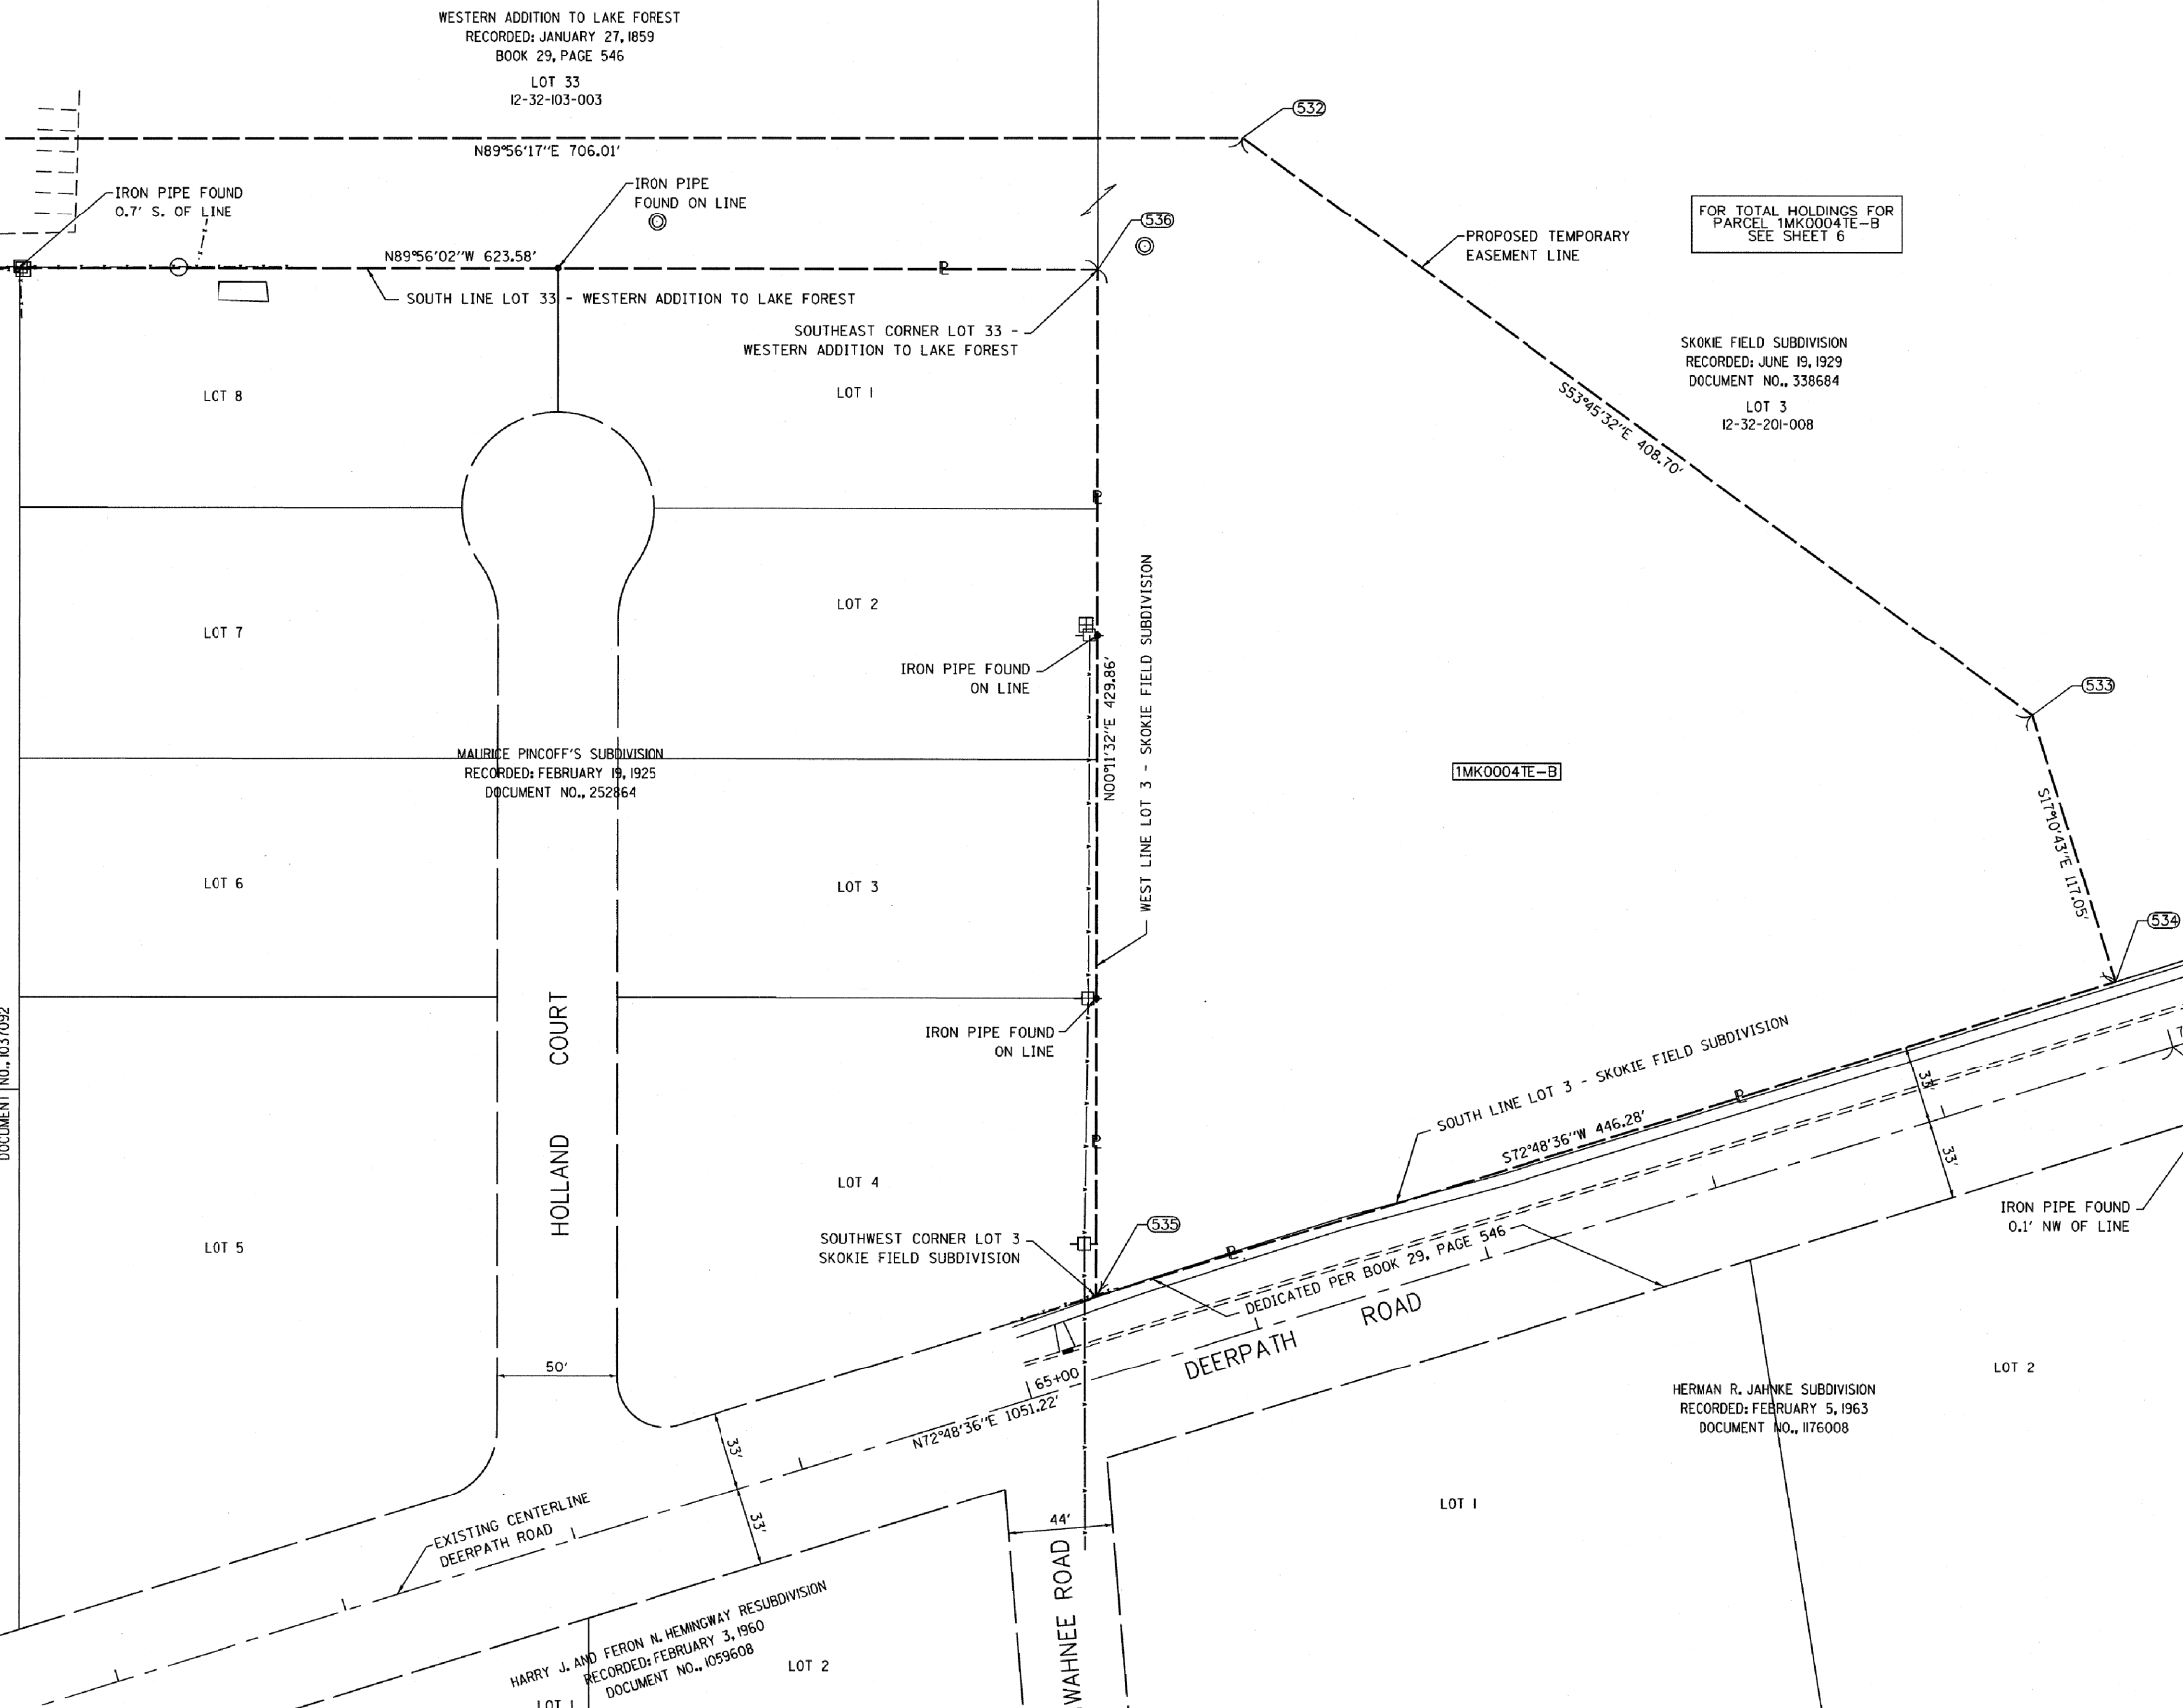 WESTERN ADDITION TO LAKE FOREST
RECORDED: JANUARY 27, 1859
BOOK 29, PAGE 546
LOT 33
12-32-103-003
532
N89°56'17"E 706.01'
IRON PIPE FOUND
0.7' S. OF LINE
IRON PIPE
FOUND ON LINE
536
FOR TOTAL HOLDINGS FOR
PARCEL 1MK0004TE-B
SEE SHEET 6
PROPOSED TEMPORARY
EASEMENT LINE
N89°56'02"W 623.58'
SOUTH LINE LOT 33 - WESTERN ADDITION TO LAKE FOREST
SOUTHEAST CORNER LOT 33 -
WESTERN ADDITION TO LAKE FOREST
SKOKIE FIELD SUBDIVISION
RECORDED: JUNE 19, 1929
DOCUMENT NO., 338684
LOT 3
12-32-201-008
S53°45'32"E 408.70'
LOT 8
LOT 1
LOT 7
LOT 2
IRON PIPE FOUND
ON LINE
N00°11'32"E 429.86'
WEST LINE LOT 3 - SKOKIE FIELD SUBDIVISION
533
MAURICE PINCOFF'S SUBDIVISION
RECORDED: FEBRUARY 19, 1925
DOCUMENT NO., 252864
1MK0004TE-B
S17°10'43"E 117.05'
LOT 6
LOT 3
534
HOLLAND COURT
IRON PIPE FOUND
ON LINE
DOCUMENT NO., 1037092
SOUTH LINE LOT 3 - SKOKIE FIELD SUBDIVISION
S72°48'36"W 446.28'
33'
33'
LOT 4
LOT 5
535
SOUTHWEST CORNER LOT 3
SKOKIE FIELD SUBDIVISION
IRON PIPE FOUND
0.1' NW OF LINE
DEDICATED PER BOOK 29, PAGE 546
DEERPATH ROAD
50'
65+00
N72°48'36"E 1051.22'
LOT 2
HERMAN R. JAHNKE SUBDIVISION
RECORDED: FEBRUARY 5, 1963
DOCUMENT NO., 1176008
33'
33'
EXISTING CENTERLINE
DEERPATH ROAD
44'
LOT 1
WAHNEE ROAD
HARRY J. AND FERON N. HEMINGWAY RESUBDIVISION
RECORDED: FEBRUARY 3, 1960
DOCUMENT NO., 1059608
LOT 2
LOT 1